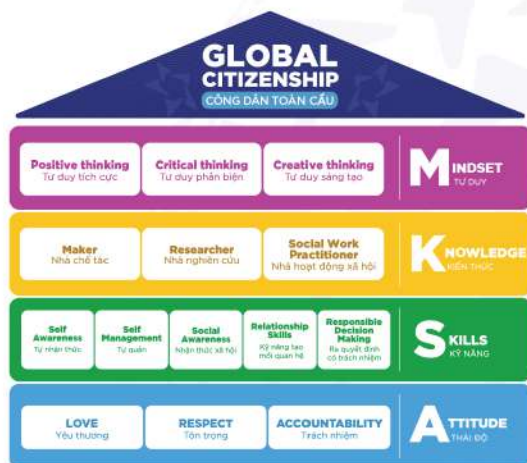 GLOBAL
CITIZENSHIP
CÔNG DÂN TOÀN CẦU
Positive thinking
Tư duy tích cực
Critical thinking
Tư duy phản biện
Creative thinking
Tư duy sáng tạo
MINDSET
TƯ DUY
Maker
Nhà chế tác
Researcher
Nhà nghiên cứu
Social Work
Practitioner
Nhà hoạt động xã hội
KNOWLEDGE
KIẾN THỨC
Self
Awareness
Tự nhận thức
Self
Management
Tự quản
Social
Awareness
Nhận thức xã hội
Relationship
Skills
Kỹ năng tạo
mối quan hệ
Responsible
Decision
Making
Ra quyết định
có trách nhiệm
SKILLS
KỸ NĂNG
LOVE
Yêu thương
RESPECT
Tôn trọng
ACCOUNTABILITY
Trách nhiệm
ATTITUDE
THÁI ĐỘ